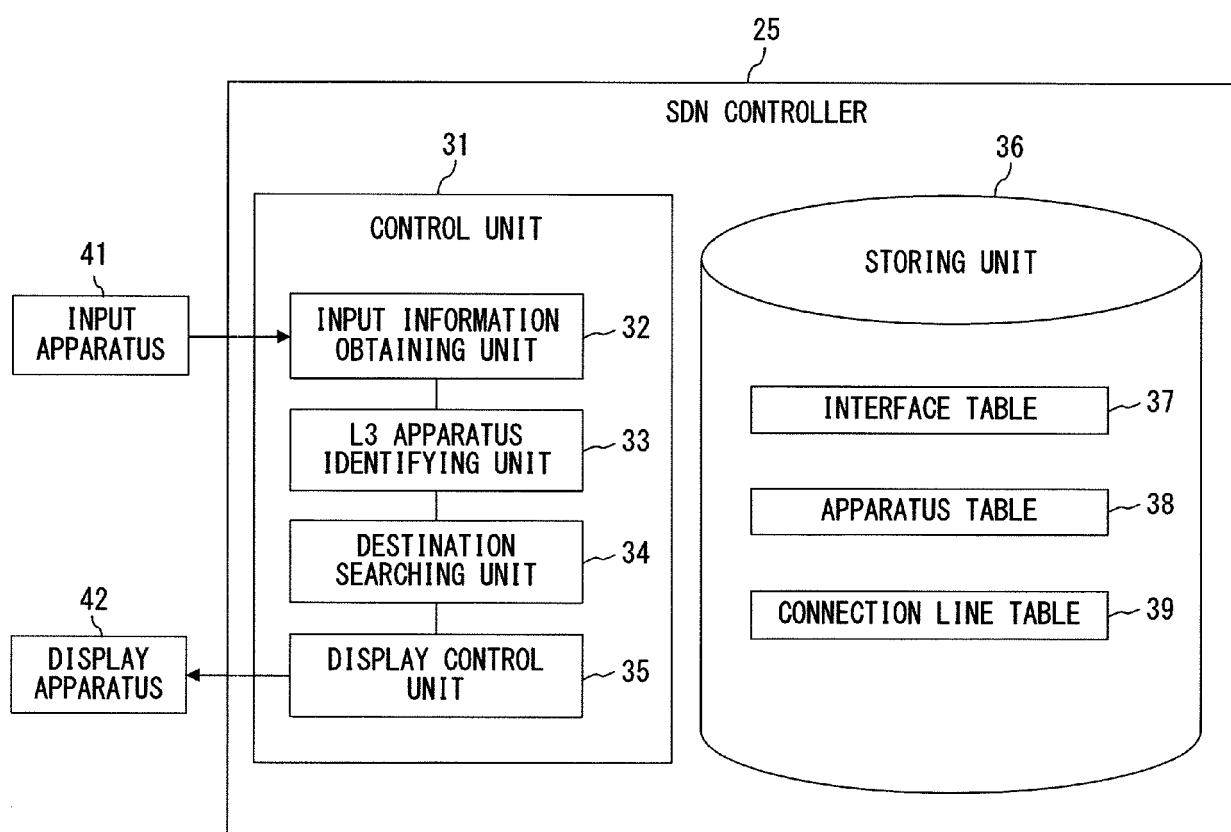 25
SDN CONTROLLER
31
36
CONTROL UNIT
STORING UNIT
41
INPUT
APPARATUS
INPUT INFORMATION
OBTAINING UNIT
32
L3 APPARATUS
IDENTIFYING UNIT
33
DESTINATION
SEARCHING UNIT
34
42
DISPLAY
APPARATUS
DISPLAY CONTROL
UNIT
35
INTERFACE TABLE
37
APPARATUS TABLE
38
CONNECTION LINE TABLE
39